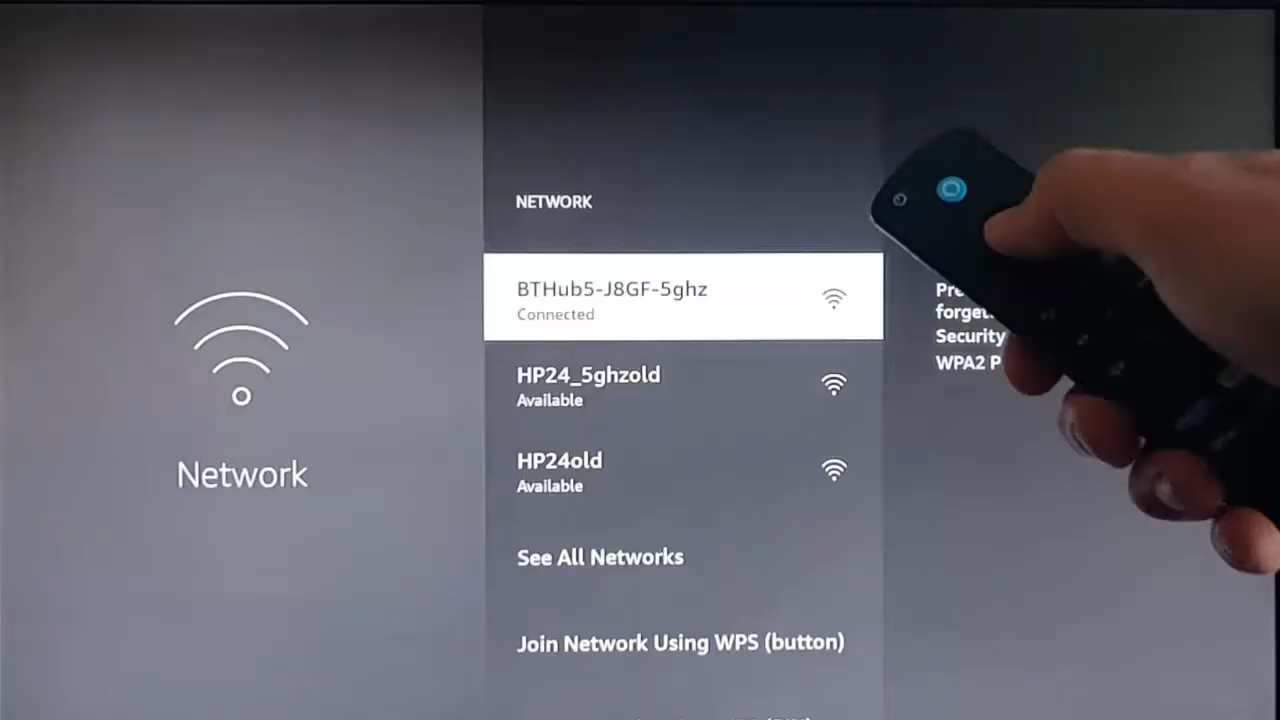 NETWORK
BTHub5-J8GF-5ghz
Connected
HP24_5ghzold
Available
HP24old
Available
See All Networks
Join Network Using WPS (button)
Network
Security
WPA2